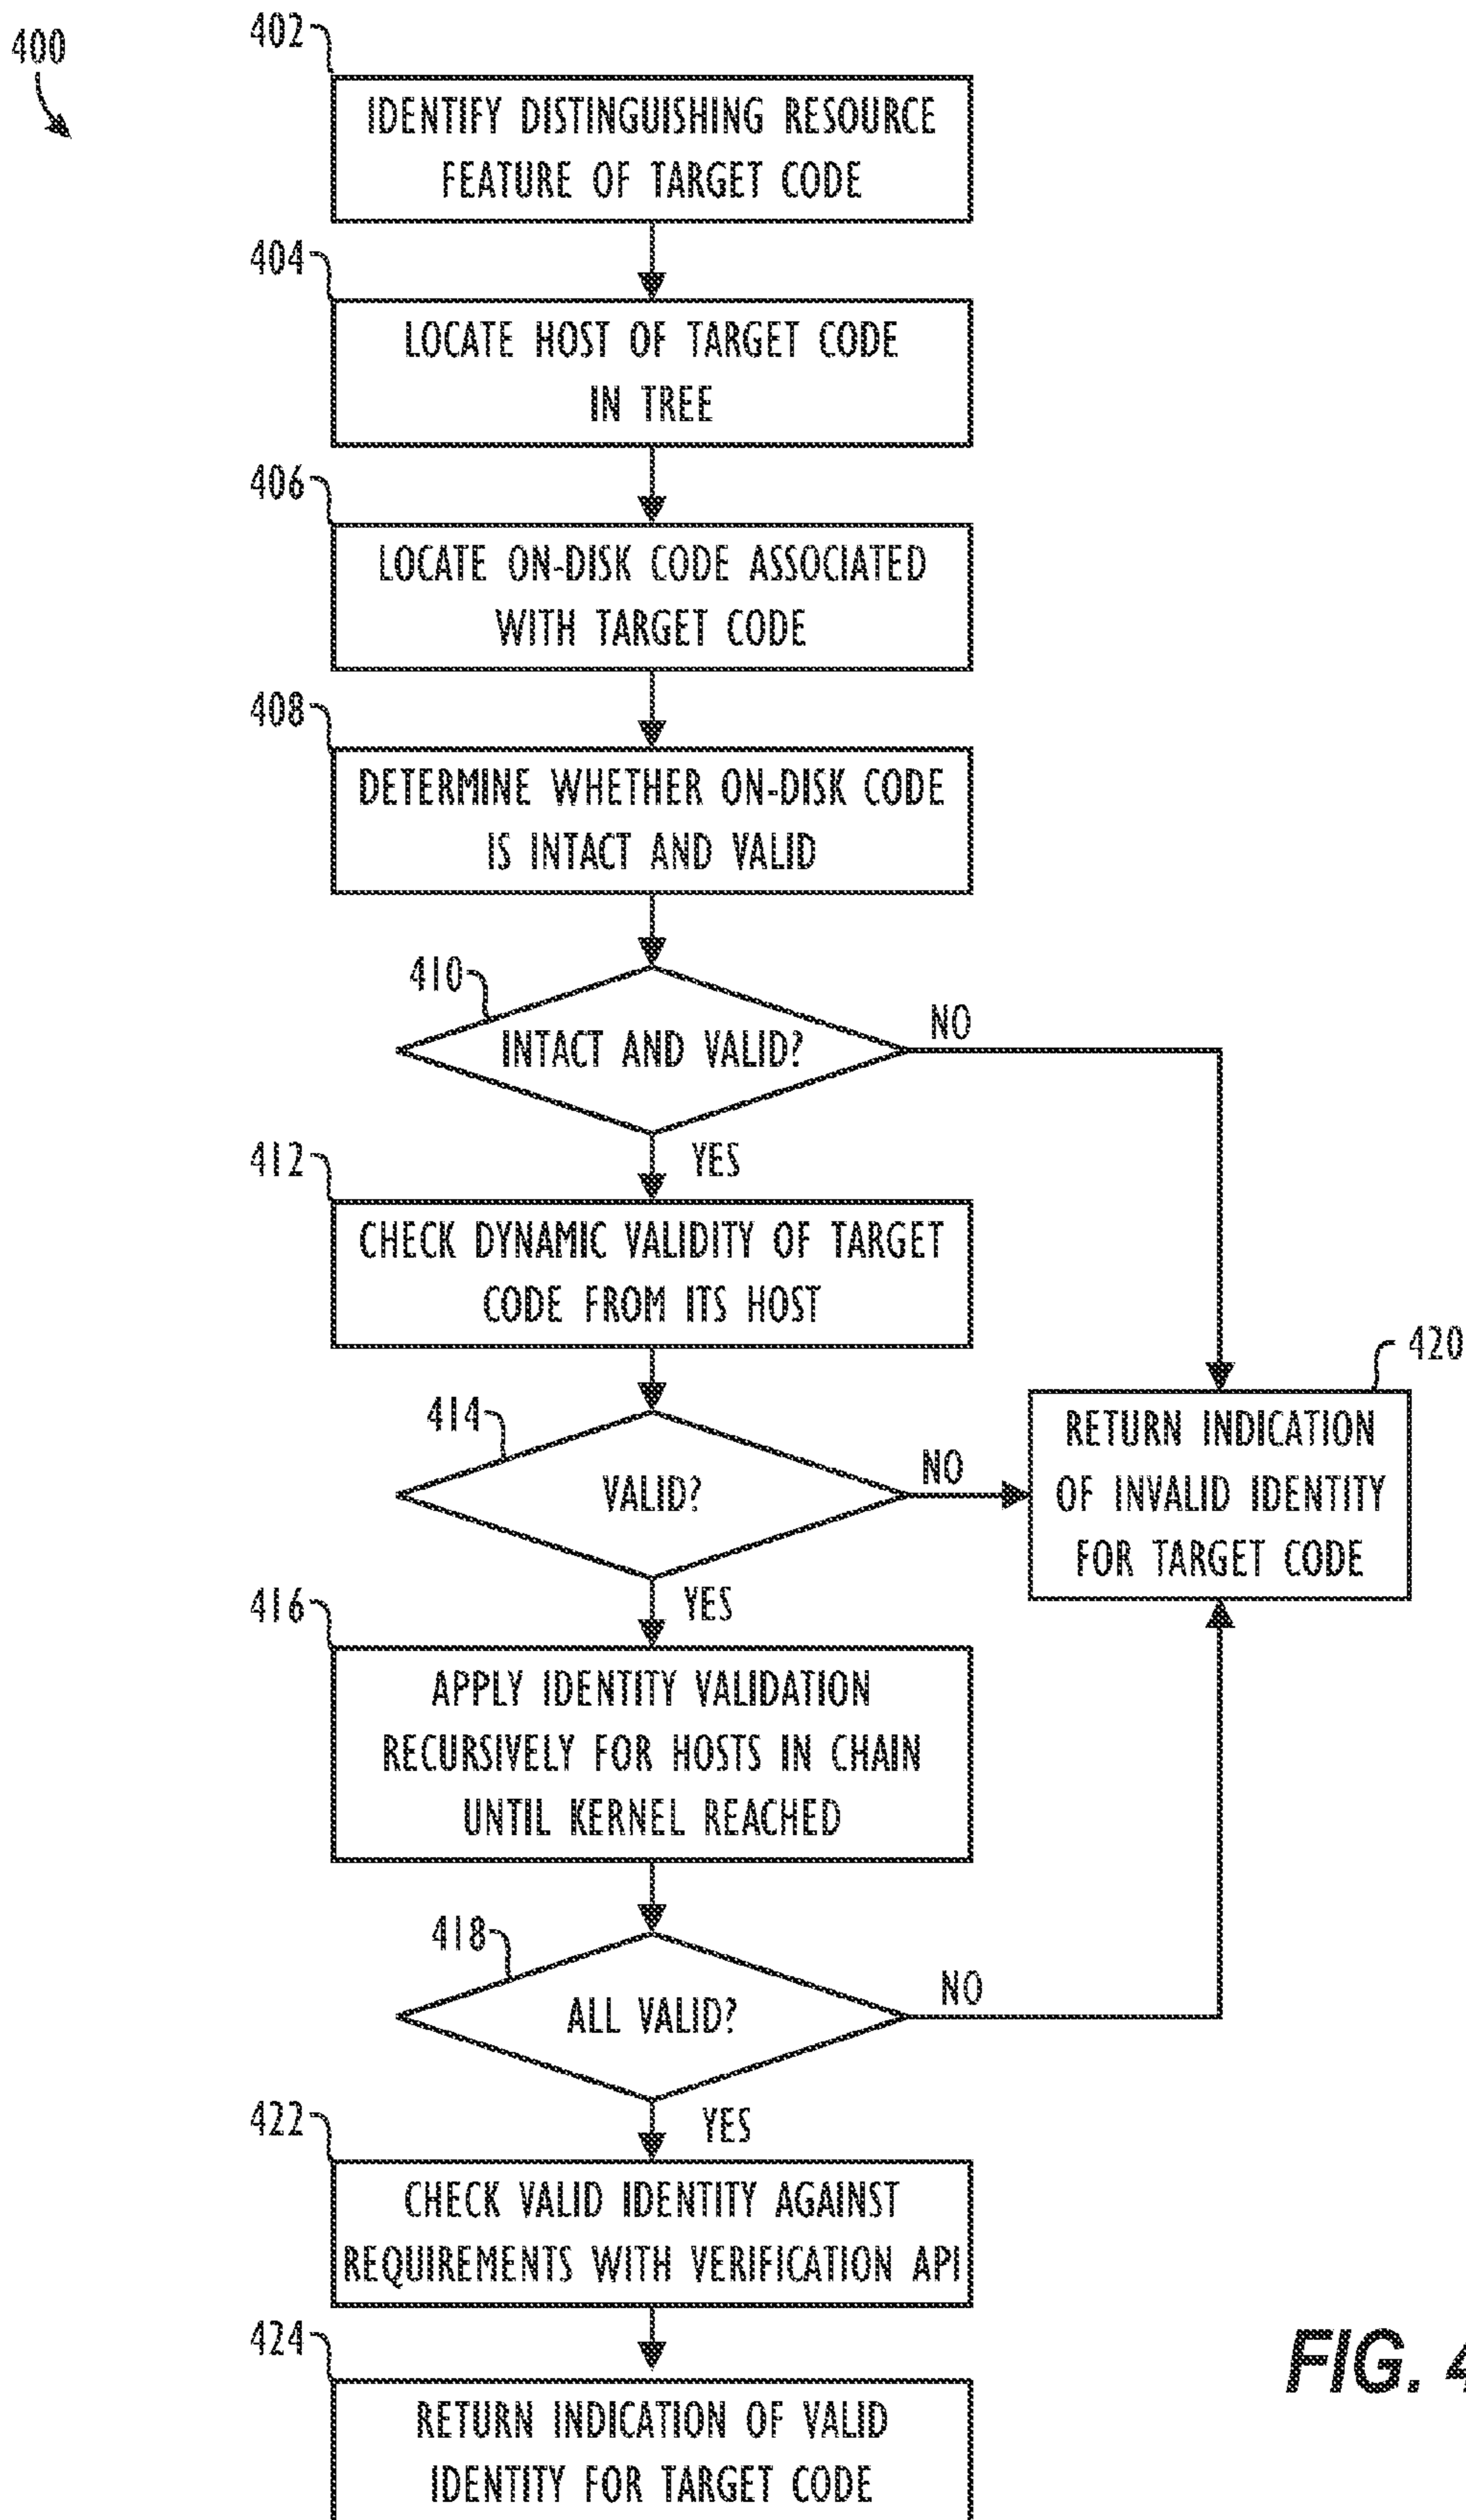 400
402
IDENTIFY DISTINGUISHING RESOURCE
FEATURE OF TARGET CODE
404
LOCATE HOST OF TARGET CODE
IN TREE
406
LOCATE ON-DISK CODE ASSOCIATED
WITH TARGET CODE
408
DETERMINE WHETHER ON-DISK CODE
IS INTACT AND VALID
410
INTACT AND VALID?
NO
YES
412
CHECK DYNAMIC VALIDITY OF TARGET
CODE FROM ITS HOST
414
VALID?
NO
YES
420
RETURN INDICATION
OF INVALID IDENTITY
FOR TARGET CODE
416
APPLY IDENTITY VALIDATION
RECURSIVELY FOR HOSTS IN CHAIN
UNTIL KERNEL REACHED
418
ALL VALID?
NO
YES
422
CHECK VALID IDENTITY AGAINST
REQUIREMENTS WITH VERIFICATION API
424
RETURN INDICATION OF VALID
IDENTITY FOR TARGET CODE
FIG. 4